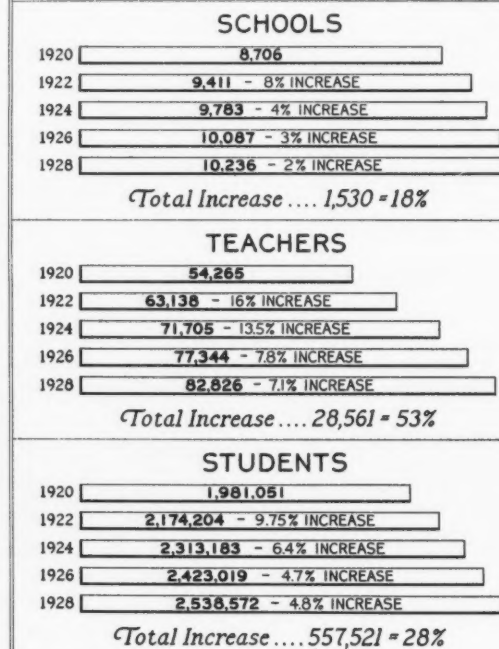 SCHOOLS
1920 8,706
1922 9,411 - 8% INCREASE
1924 9,783 - 4% INCREASE
1926 10,087 - 3% INCREASE
1928 10,236 - 2% INCREASE
Total Increase .... 1,530 = 18%
TEACHERS
1920 54,265
1922 63,138 - 16% INCREASE
1924 71,705 - 13.5% INCREASE
1926 77,344 - 7.8% INCREASE
1928 82,826 - 7.1% INCREASE
Total Increase .... 28,561 = 53%
STUDENTS
1920 1,981,051
1922 2,174,204 - 9.75% INCREASE
1924 2,313,183 - 6.4% INCREASE
1926 2,423,019 - 4.7% INCREASE
1928 2,538,572 - 4.8% INCREASE
Total Increase .... 557,521 = 28%